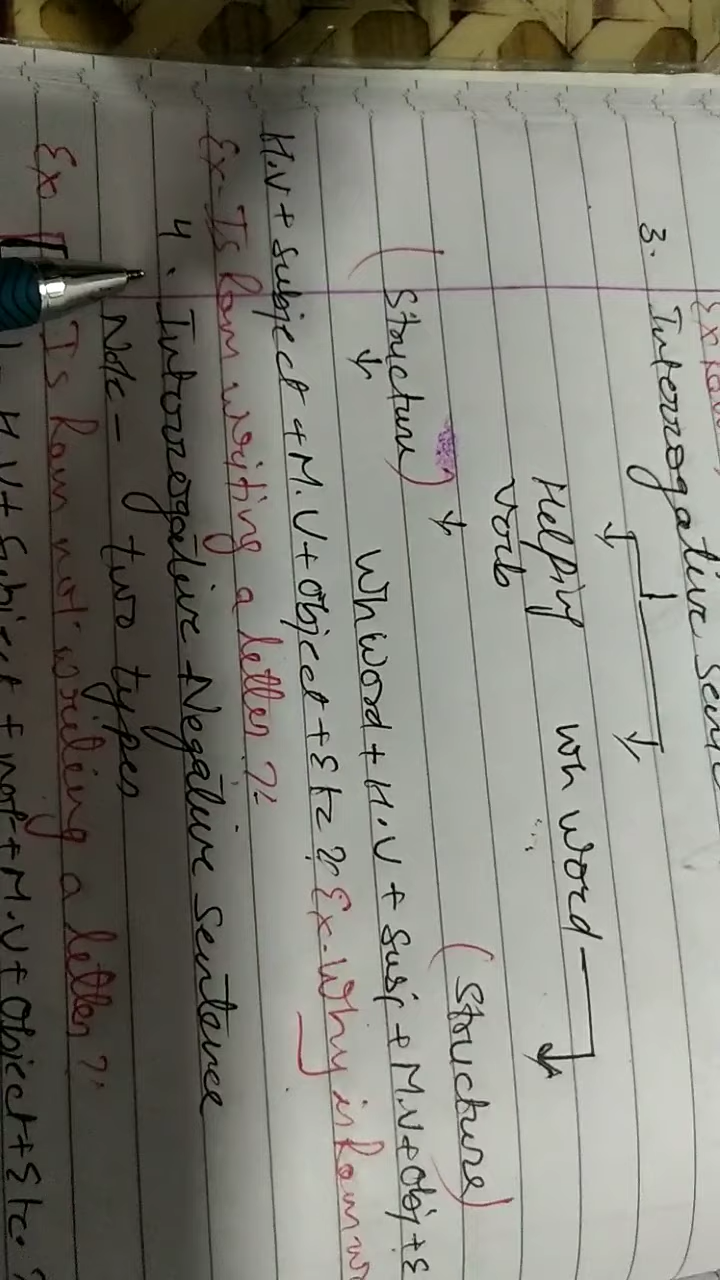 3. Interrogative Sente
Helping verb
wh word
(Structure)
(Structure)
wh word + H.V + Susj + M.V + Obj + E
H.V + Subject + M.V + Object + Etc ?
Ex. Why is Ram w
Ex- Is Ram writing a letter ?
4. Interrogative Negative Sentence
Note - two types
Ex Is Ram not writing a letter ?
H.V + Subject + not + M.V + Object + Etc. ?